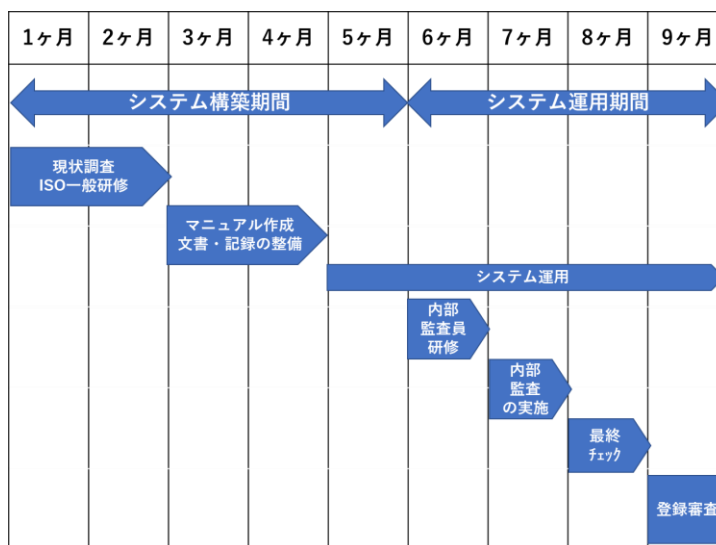 1ヶ月 2ヶ月 3ヶ月 4ヶ月 5ヶ月 6ヶ月 7ヶ月 8ヶ月 9ヶ月
システム構築期間 システム運用期間
現状調査
ISO一般研修
マニュアル作成
文書・記録の整備
システム運用
内部
監査員
研修
内部
監査
の実施
最終
ﾁｪｯｸ
登録審査